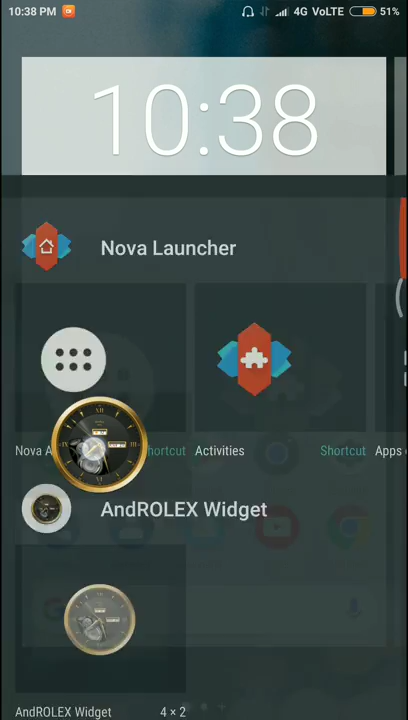 10:38 PM
4G VoLTE 51%
10:38
Nova Launcher
Nova A
Shortcut
Activities
Shortcut
Apps
AndROLEX Widget
AndROLEX Widget
4 × 2